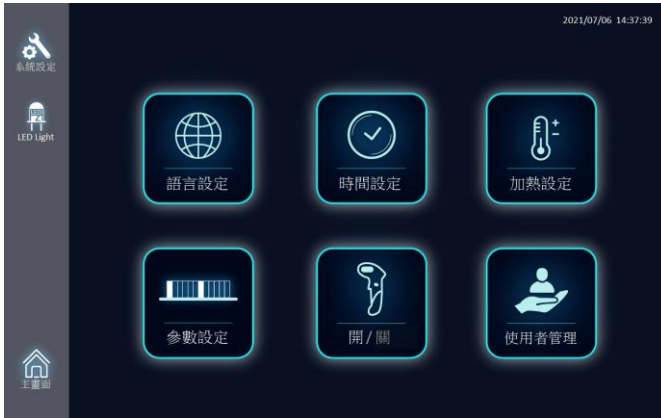 2021/07/06 14:37:39
系統設定
LED Light
語言設定
時間設定
加熱設定
參數設定
開/關
使用者管理
主畫面